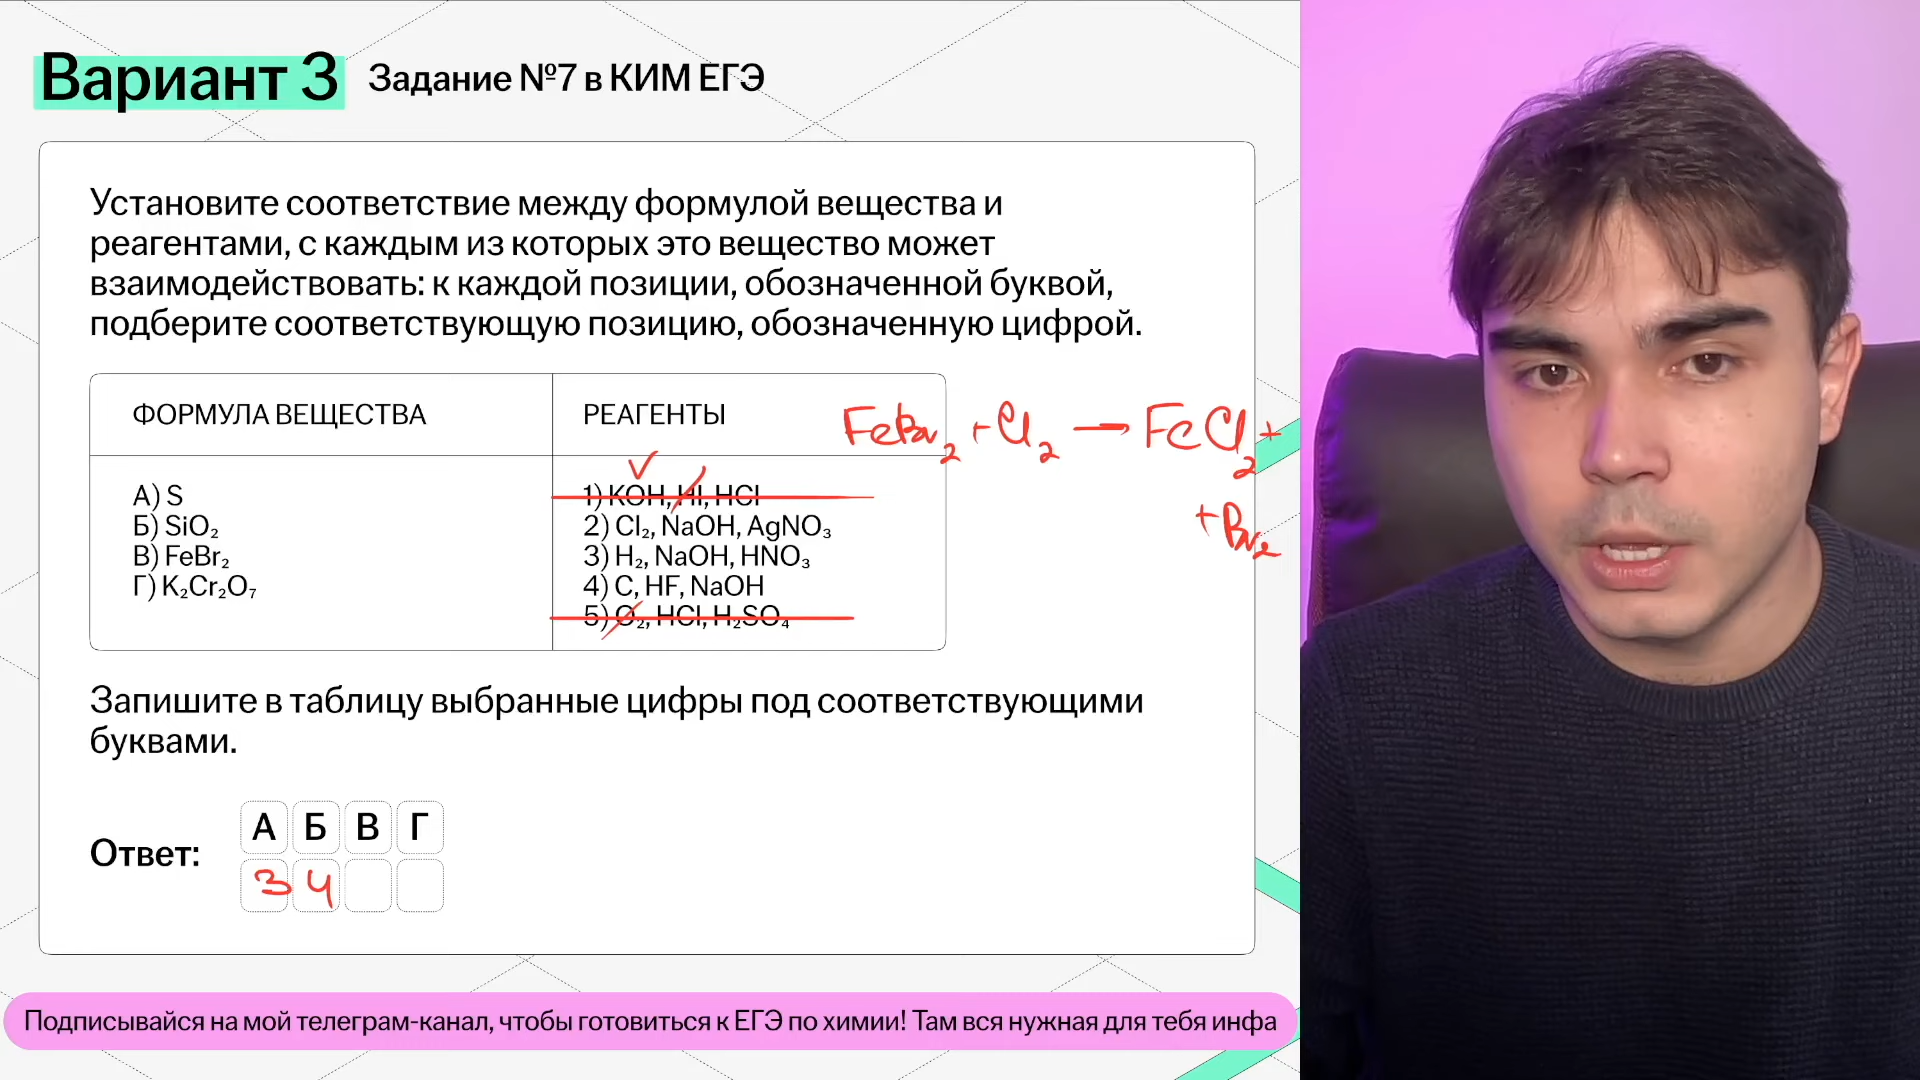 Вариант 3 Задание №7 в КИМ ЕГЭ
Установите соответствие между формулой вещества и
реагентами, с каждым из которых это вещество может
взаимодействовать: к каждой позиции, обозначенной буквой,
подберите соответствующую позицию, обозначенную цифрой.
ФОРМУЛА ВЕЩЕСТВА
А) S
Б) SiO₂
В) FeBr₂
Г) K₂Cr₂O₇
РЕАГЕНТЫ
1) KOH, HI, HCl
2) Cl₂, NaOH, AgNO₃
3) H₂, NaOH, HNO₃
4) C, HF, NaOH
5) O₂, HCl, H₂SO₄
FeBr₂ + Cl₂ → FeCl₂ +
+ Br₂
Запишите в таблицу выбранные цифры под соответствующими
буквами.
Ответ:
А Б В Г
3 4
Подписывайся на мой телеграм-канал, чтобы готовиться к ЕГЭ по химии! Там вся нужная для тебя инфа